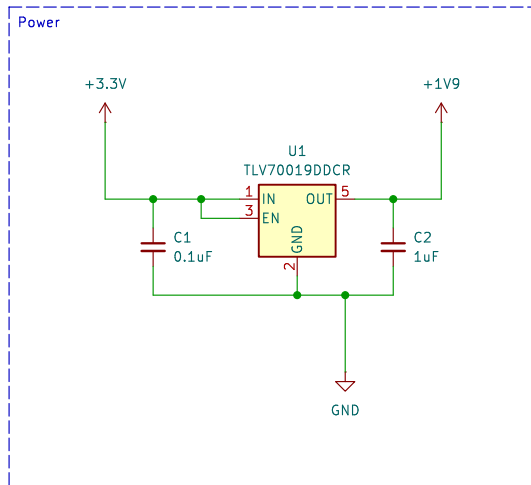 Power
+3.3V
+1V9
U1
TLV70019DDCR
1
IN
OUT
5
3
EN
GND
2
C1
0.1uF
C2
1uF
GND